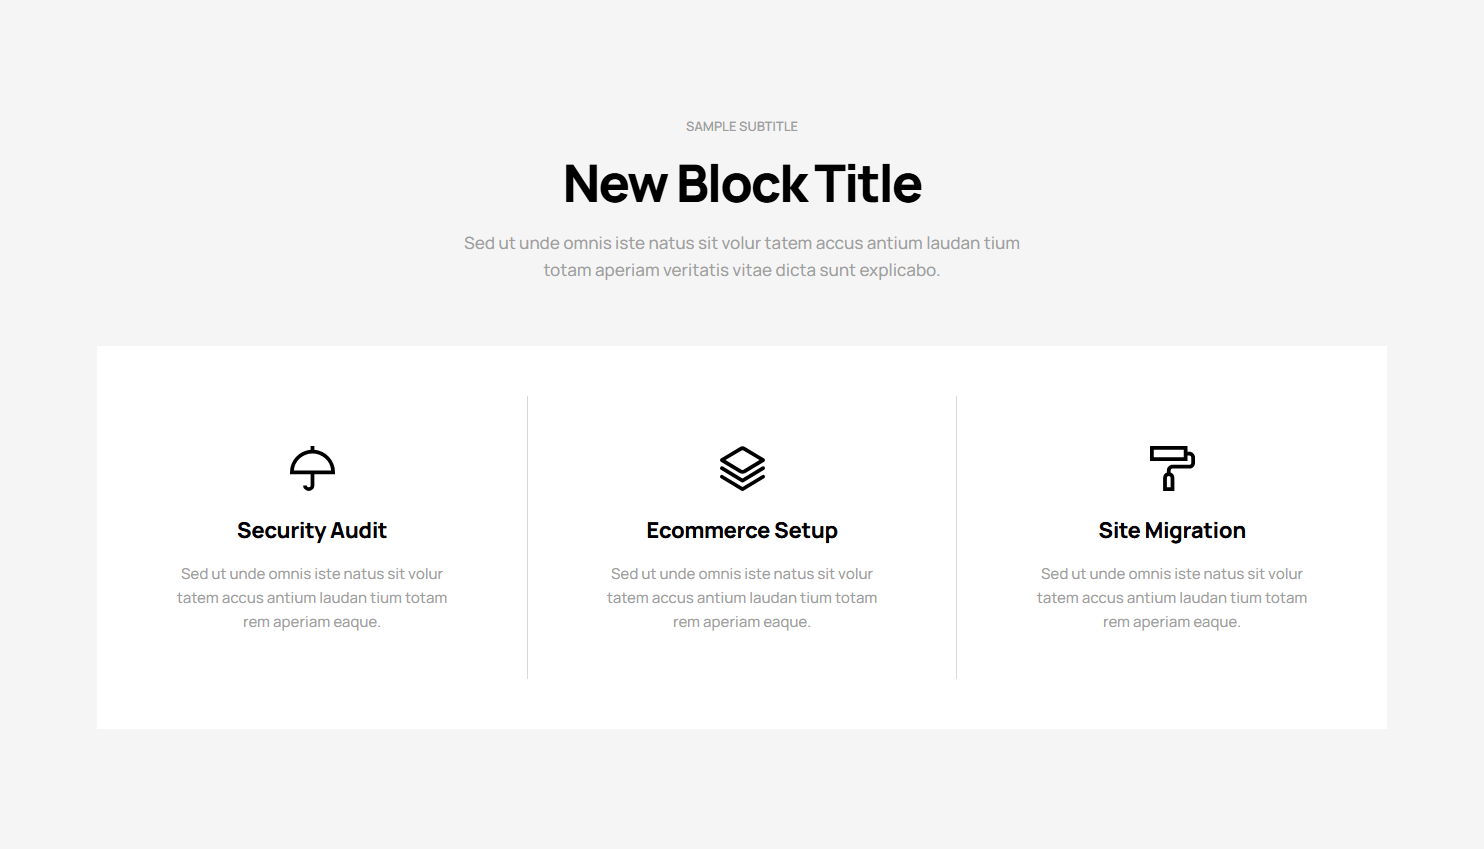 SAMPLE SUBTITLE
New Block Title
Sed ut unde omnis iste natus sit volur tatem accus antium laudan tium
totam aperiam veritatis vitae dicta sunt explicabo.
Security Audit
Sed ut unde omnis iste natus sit volur
tatem accus antium laudan tium totam
rem aperiam eaque.
Ecommerce Setup
Sed ut unde omnis iste natus sit volur
tatem accus antium laudan tium totam
rem aperiam eaque.
Site Migration
Sed ut unde omnis iste natus sit volur
tatem accus antium laudan tium totam
rem aperiam eaque.